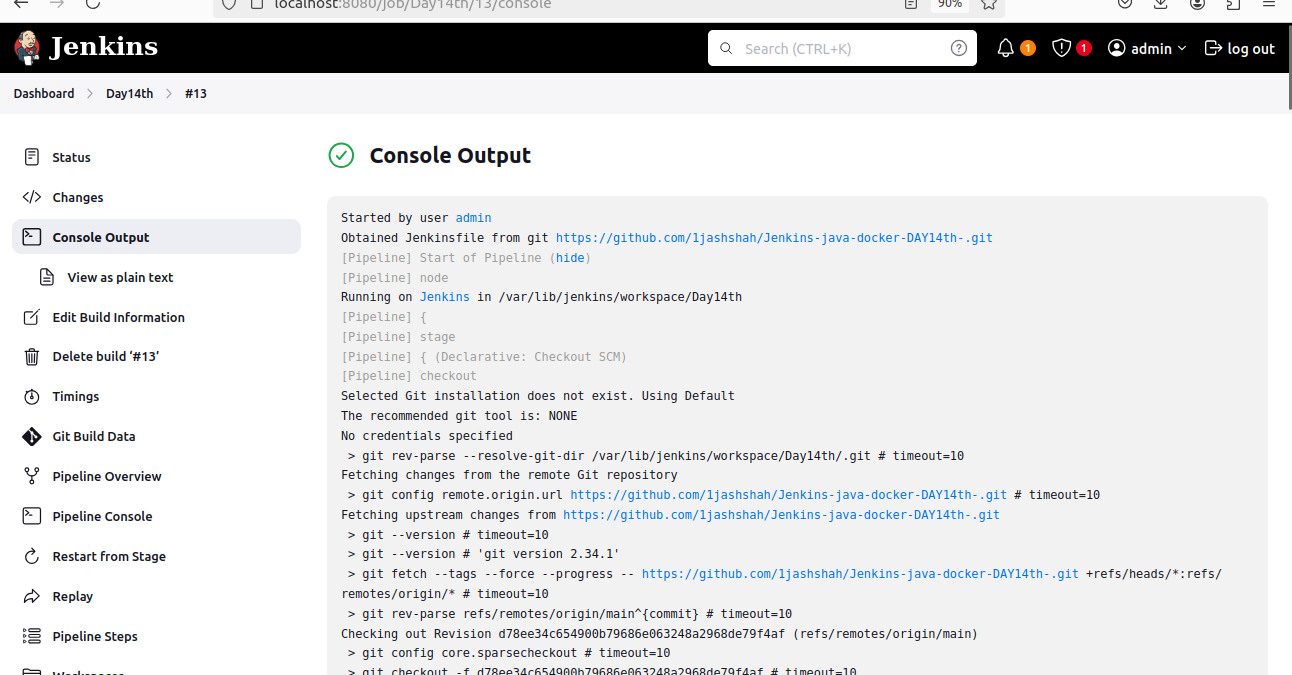 localhost:8080/job/Day14th/13/console
90%
Jenkins
Search (CTRL+K)
?
1
1
admin
log out
Dashboard
Day14th
#13
Status
Changes
Console Output
View as plain text
Edit Build Information
Delete build ‘#13’
Timings
Git Build Data
Pipeline Overview
Pipeline Console
Restart from Stage
Replay
Pipeline Steps
Workspaces
Console Output
Started by user admin
Obtained Jenkinsfile from git https://github.com/1jashshah/Jenkins-java-docker-DAY14th-.git
[Pipeline] Start of Pipeline (hide)
[Pipeline] node
Running on Jenkins in /var/lib/jenkins/workspace/Day14th
[Pipeline] {
[Pipeline] stage
[Pipeline] { (Declarative: Checkout SCM)
[Pipeline] checkout
Selected Git installation does not exist. Using Default
The recommended git tool is: NONE
No credentials specified
> git rev-parse --resolve-git-dir /var/lib/jenkins/workspace/Day14th/.git # timeout=10
Fetching changes from the remote Git repository
> git config remote.origin.url https://github.com/1jashshah/Jenkins-java-docker-DAY14th-.git # timeout=10
Fetching upstream changes from https://github.com/1jashshah/Jenkins-java-docker-DAY14th-.git
> git --version # timeout=10
> git --version # 'git version 2.34.1'
> git fetch --tags --force --progress -- https://github.com/1jashshah/Jenkins-java-docker-DAY14th-.git +refs/heads/*:refs/
remotes/origin/* # timeout=10
> git rev-parse refs/remotes/origin/main^{commit} # timeout=10
Checking out Revision d78ee34c654900b79686e063248a2968de79f4af (refs/remotes/origin/main)
> git config core.sparsecheckout # timeout=10
> git checkout -f d78ee34c654900b79686e063248a2968de79f4af # timeout=10